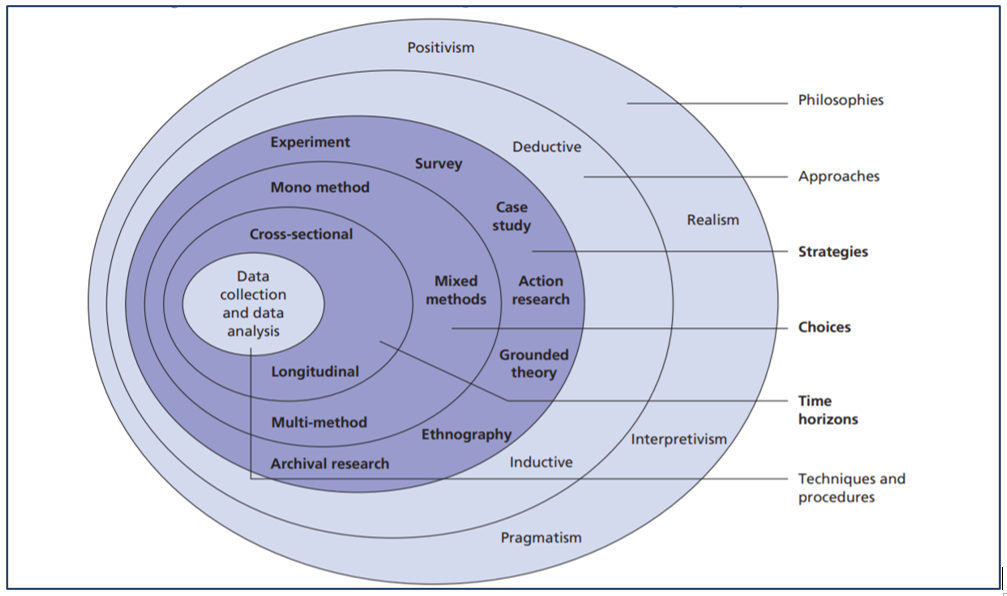 Positivism
Philosophies
Experiment
Deductive
Survey
Approaches
Mono method
Case
study
Realism
Cross-sectional
Strategies
Data
collection
and data
analysis
Mixed
methods
Action
research
Choices
Grounded
theory
Longitudinal
Time
horizons
Multi-method
Ethnography
Interpretivism
Archival research
Inductive
Techniques and
procedures
Pragmatism